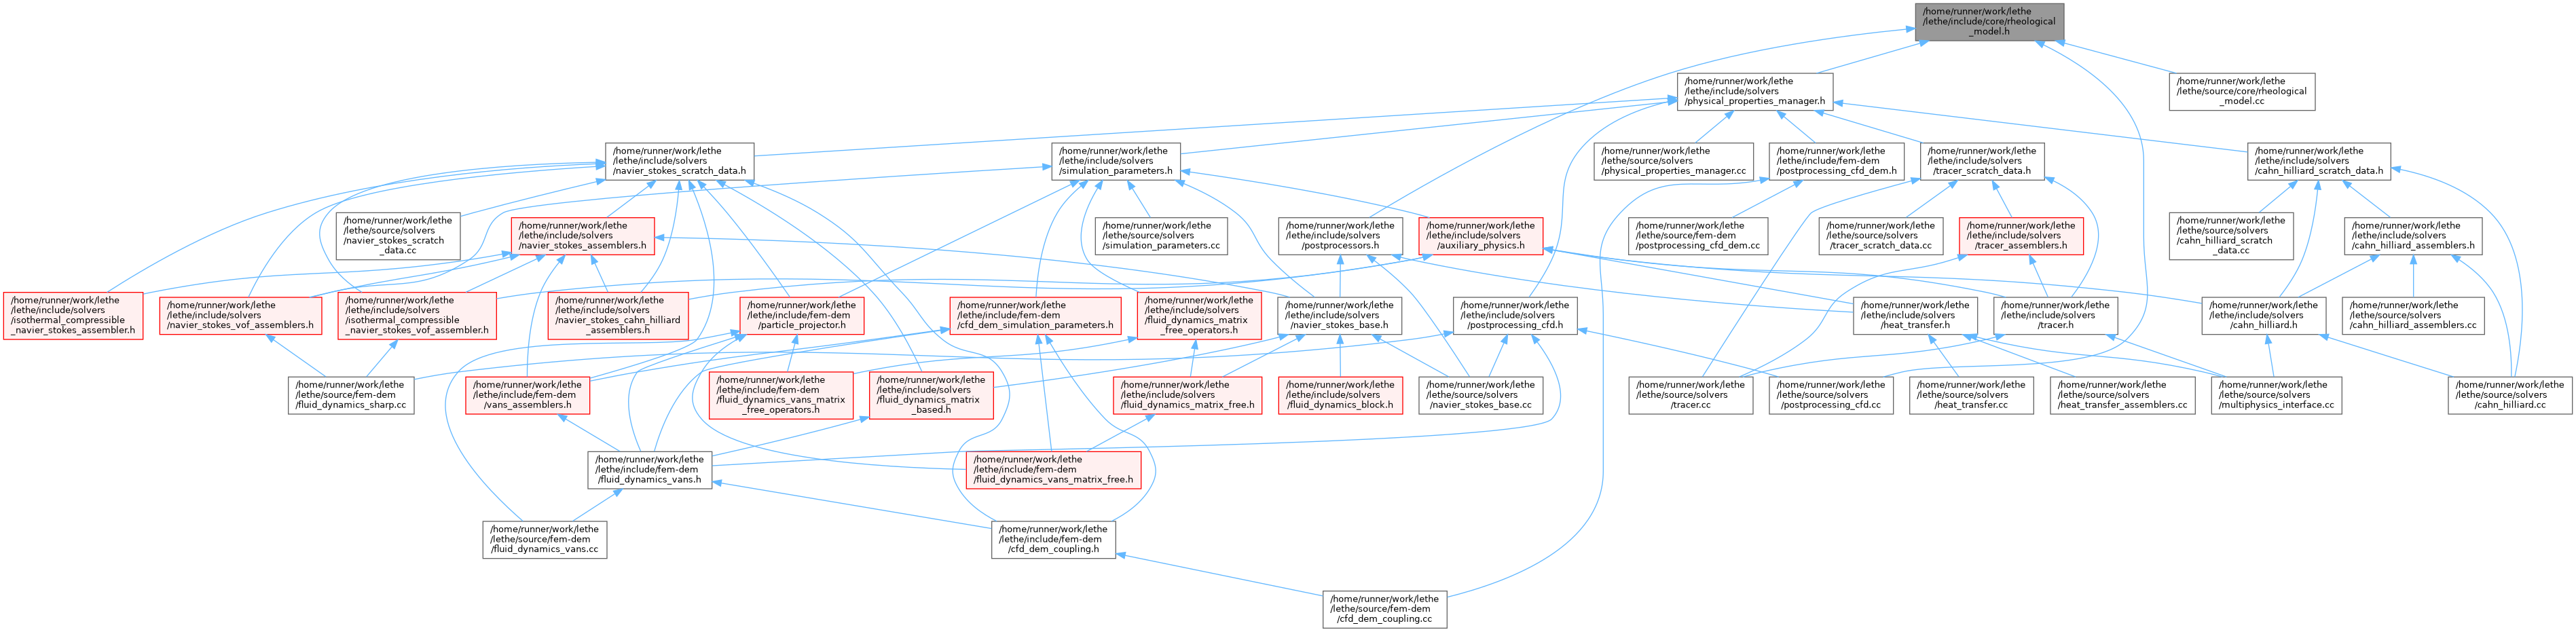 /home/runner/work/lethe
/lethe/include/core/rheological
_model.h
/home/runner/work/lethe
/lethe/include/solvers
/physical_properties_manager.h
/home/runner/work/lethe
/lethe/source/core/rheological
_model.cc
/home/runner/work/lethe
/lethe/include/solvers
/navier_stokes_scratch_data.h
/home/runner/work/lethe
/lethe/include/solvers
/simulation_parameters.h
/home/runner/work/lethe
/lethe/source/solvers
/physical_properties_manager.cc
/home/runner/work/lethe
/lethe/include/fem-dem
/postprocessing_cfd_dem.h
/home/runner/work/lethe
/lethe/include/solvers
/tracer_scratch_data.h
/home/runner/work/lethe
/lethe/include/solvers
/cahn_hilliard_scratch_data.h
/home/runner/work/lethe
/lethe/source/solvers
/navier_stokes_scratch
_data.cc
/home/runner/work/lethe
/lethe/include/solvers
/navier_stokes_assemblers.h
/home/runner/work/lethe
/lethe/source/solvers
/simulation_parameters.cc
/home/runner/work/lethe
/lethe/include/solvers
/postprocessors.h
/home/runner/work/lethe
/lethe/include/solvers
/auxiliary_physics.h
/home/runner/work/lethe
/lethe/source/fem-dem
/postprocessing_cfd_dem.cc
/home/runner/work/lethe
/lethe/source/solvers
/tracer_scratch_data.cc
/home/runner/work/lethe
/lethe/include/solvers
/tracer_assemblers.h
/home/runner/work/lethe
/lethe/source/solvers
/cahn_hilliard_scratch
_data.cc
/home/runner/work/lethe
/lethe/include/solvers
/cahn_hilliard_assemblers.h
/home/runner/work/lethe
/lethe/include/solvers
/isothermal_compressible
_navier_stokes_assembler.h
/home/runner/work/lethe
/lethe/include/solvers
/navier_stokes_vof_assemblers.h
/home/runner/work/lethe
/lethe/include/solvers
/isothermal_compressible
_navier_stokes_vof_assembler.h
/home/runner/work/lethe
/lethe/include/solvers
/navier_stokes_cahn_hilliard
_assemblers.h
/home/runner/work/lethe
/lethe/include/fem-dem
/particle_projector.h
/home/runner/work/lethe
/lethe/include/fem-dem
/cfd_dem_simulation_parameters.h
/home/runner/work/lethe
/lethe/include/solvers
/fluid_dynamics_matrix
_free_operators.h
/home/runner/work/lethe
/lethe/include/solvers
/navier_stokes_base.h
/home/runner/work/lethe
/lethe/include/solvers
/postprocessing_cfd.h
/home/runner/work/lethe
/lethe/include/solvers
/heat_transfer.h
/home/runner/work/lethe
/lethe/include/solvers
/tracer.h
/home/runner/work/lethe
/lethe/include/solvers
/cahn_hilliard.h
/home/runner/work/lethe
/lethe/source/solvers
/cahn_hilliard_assemblers.cc
/home/runner/work/lethe
/lethe/source/fem-dem
/fluid_dynamics_sharp.cc
/home/runner/work/lethe
/lethe/include/fem-dem
/vans_assemblers.h
/home/runner/work/lethe
/lethe/include/fem-dem
/fluid_dynamics_vans_matrix
_free_operators.h
/home/runner/work/lethe
/lethe/include/solvers
/fluid_dynamics_matrix
_based.h
/home/runner/work/lethe
/lethe/include/solvers
/fluid_dynamics_matrix_free.h
/home/runner/work/lethe
/lethe/include/solvers
/fluid_dynamics_block.h
/home/runner/work/lethe
/lethe/source/solvers
/navier_stokes_base.cc
/home/runner/work/lethe
/lethe/source/solvers
/tracer.cc
/home/runner/work/lethe
/lethe/source/solvers
/postprocessing_cfd.cc
/home/runner/work/lethe
/lethe/source/solvers
/heat_transfer.cc
/home/runner/work/lethe
/lethe/source/solvers
/heat_transfer_assemblers.cc
/home/runner/work/lethe
/lethe/source/solvers
/multiphysics_interface.cc
/home/runner/work/lethe
/lethe/source/solvers
/cahn_hilliard.cc
/home/runner/work/lethe
/lethe/include/fem-dem
/fluid_dynamics_vans.h
/home/runner/work/lethe
/lethe/include/fem-dem
/fluid_dynamics_vans_matrix_free.h
/home/runner/work/lethe
/lethe/source/fem-dem
/fluid_dynamics_vans.cc
/home/runner/work/lethe
/lethe/include/fem-dem
/cfd_dem_coupling.h
/home/runner/work/lethe
/lethe/source/fem-dem
/cfd_dem_coupling.cc